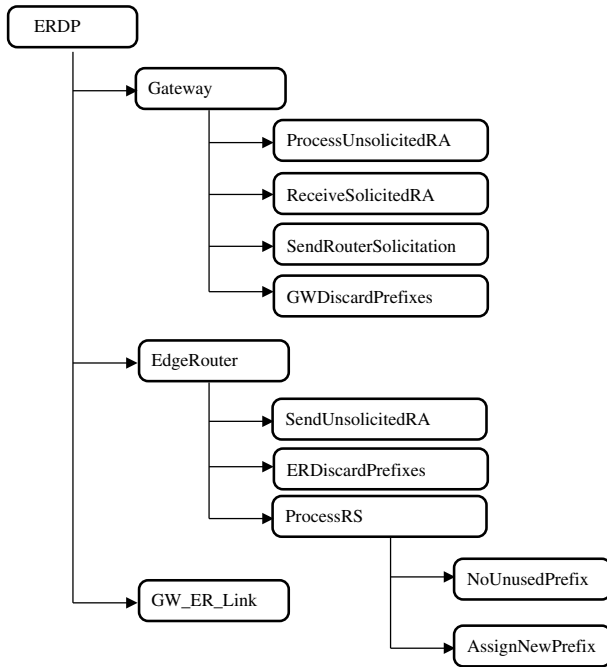 ERDP
Gateway
ProcessUnsolicitedRA
ReceiveSolicitedRA
SendRouterSolicitation
GWDiscardPrefixes
EdgeRouter
SendUnsolicitedRA
ERDiscardPrefixes
ProcessRS
NoUnusedPrefix
GW_ER_Link
AssignNewPrefix